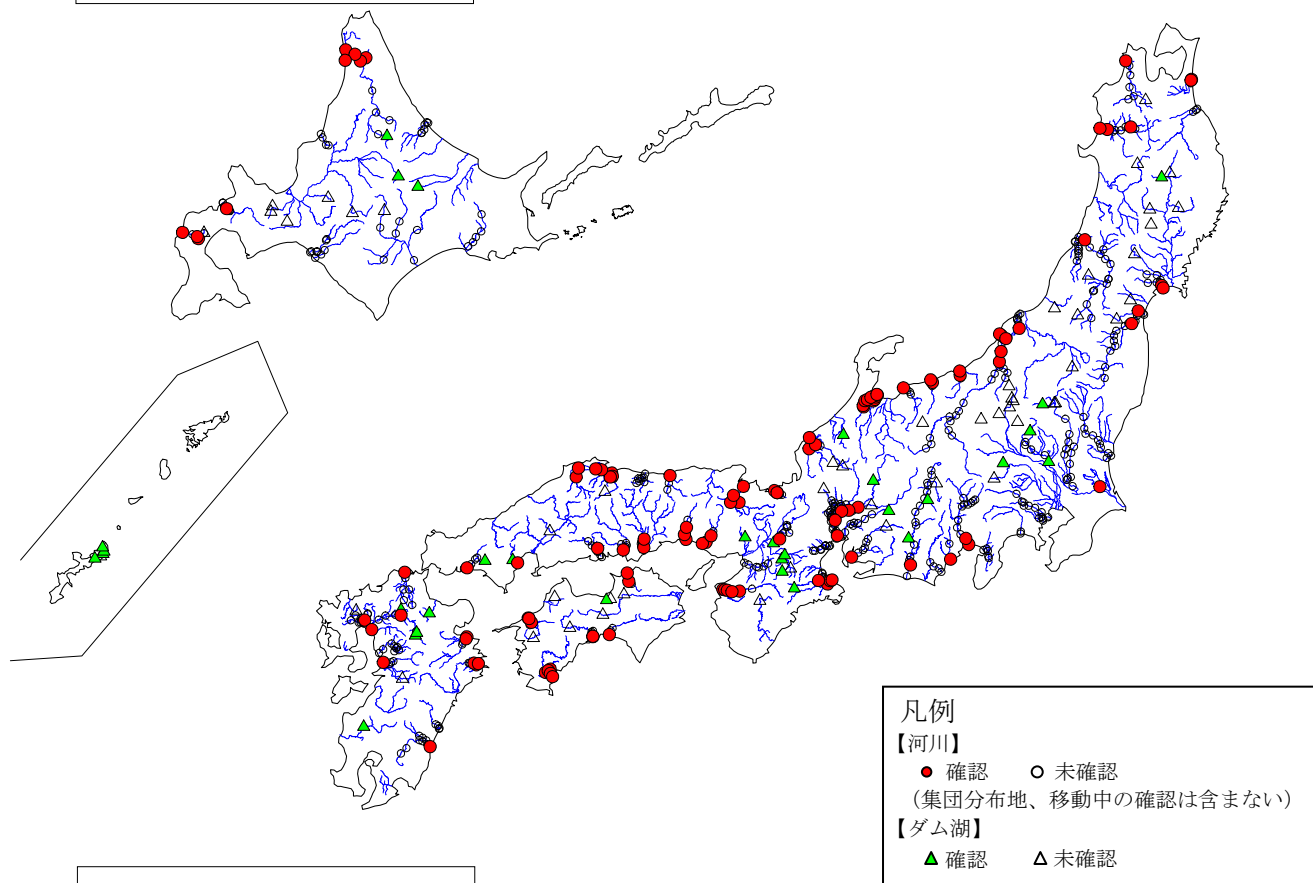 凡例
【河川】
確認 未確認
（集団分布地、移動中の確認は含まない）
【ダム湖】
確認 未確認